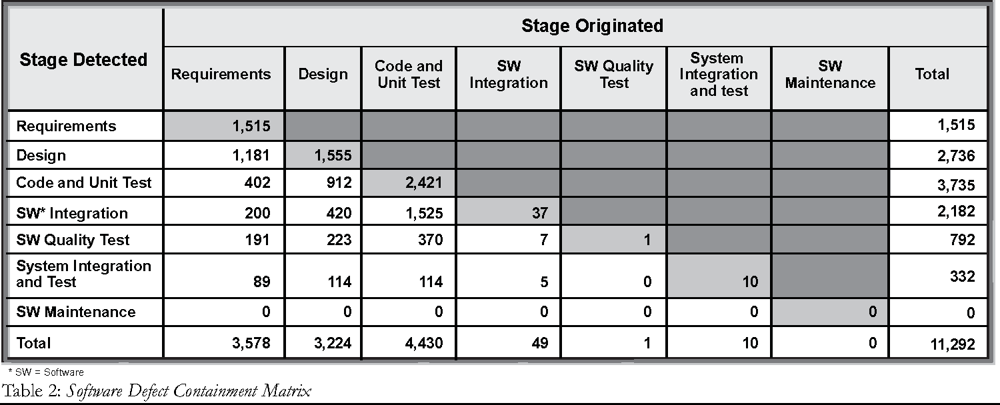 Stage Detected Stage Originated
Requirements Design Code and Unit Test SW Integration SW Quality Test System Integration and test SW Maintenance Total
Requirements 1,515 1,515
Design 1,181 1,555 2,736
Code and Unit Test 402 912 2,421 3,735
SW* Integration 200 420 1,525 37 2,182
SW Quality Test 191 223 370 7 1 792
System Integration and Test 89 114 114 5 0 10 332
SW Maintenance 0 0 0 0 0 0 0 0
Total 3,578 3,224 4,430 49 1 10 0 11,292
* SW = Software
Table 2: Software Defect Containment Matrix